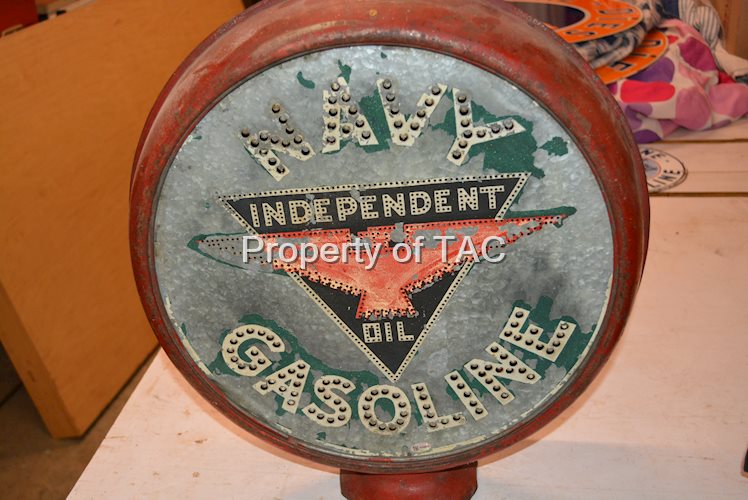 NAVY
INDEPENDENT
Property of TAC
OIL
GASOLINE